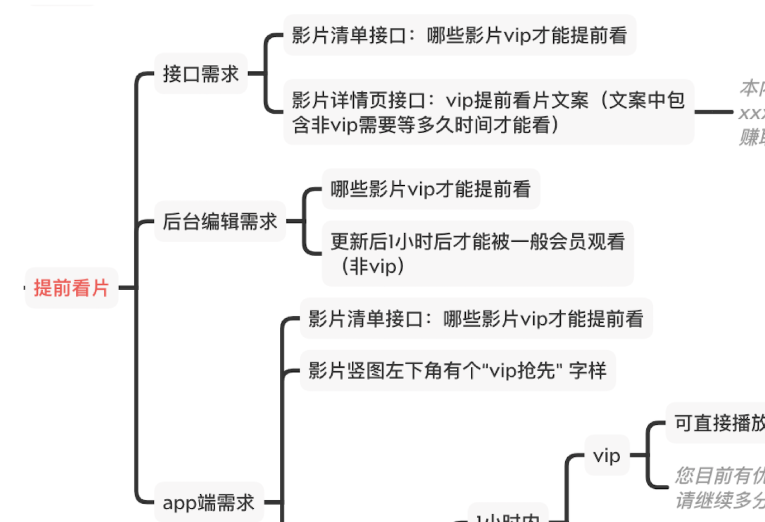 影片清单接口：哪些影片vip才能提前看
接口需求
影片详情页接口：vip提前看片文案（文案中包
含非vip需要等多久时间才能看）
xxx
哪些影片vip才能提前看
后台编辑需求
更新后1小时后才能被一般会员观看
（非vip）
提前看片
影片清单接口：哪些影片vip才能提前看
影片竖图左下角有个"vip抢先" 字样
可直接播放
vip
您目前有优
请继续多分
app端需求
1小时内